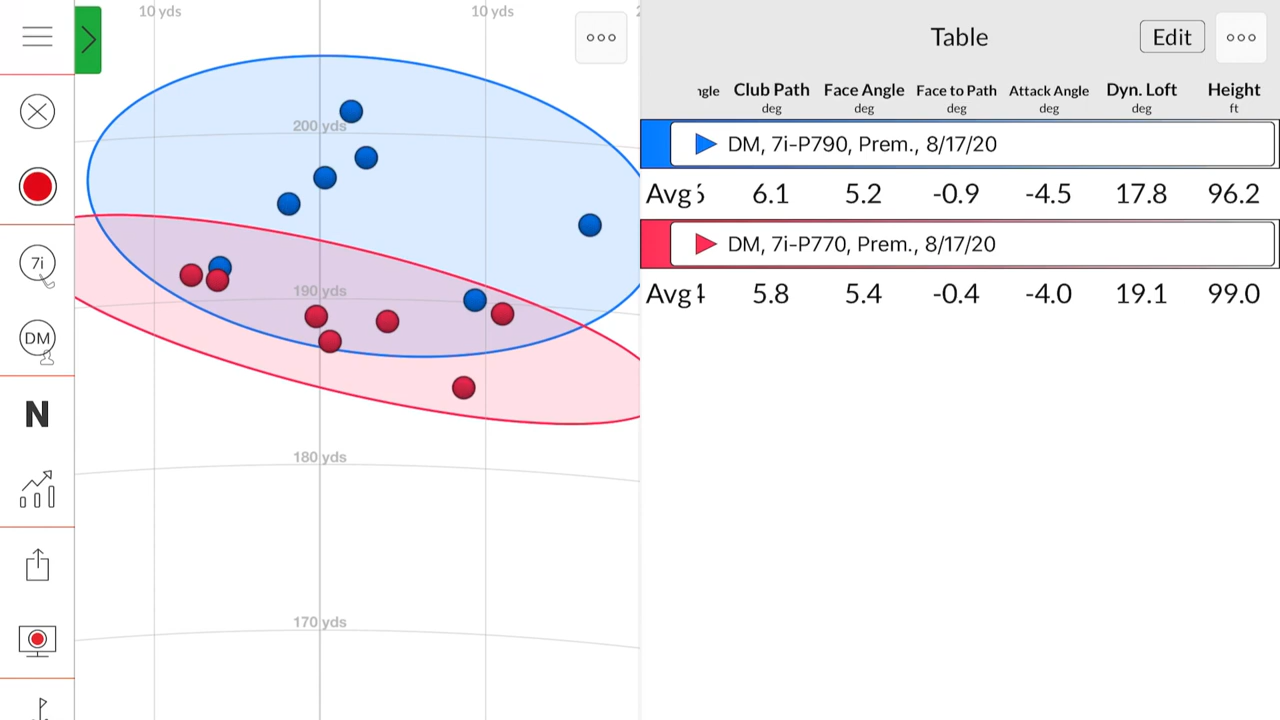 10 yds 10 yds
200 yds
190 yds
180 yds
170 yds
7i
DM
N
Table Edit
Club Path Face Angle Face to Path Attack Angle Dyn. Loft Height
deg deg deg deg deg ft
DM, 7i-P790, Prem., 8/17/20
Avg 6.1 5.2 -0.9 -4.5 17.8 96.2
DM, 7i-P770, Prem., 8/17/20
Avg 5.8 5.4 -0.4 -4.0 19.1 99.0